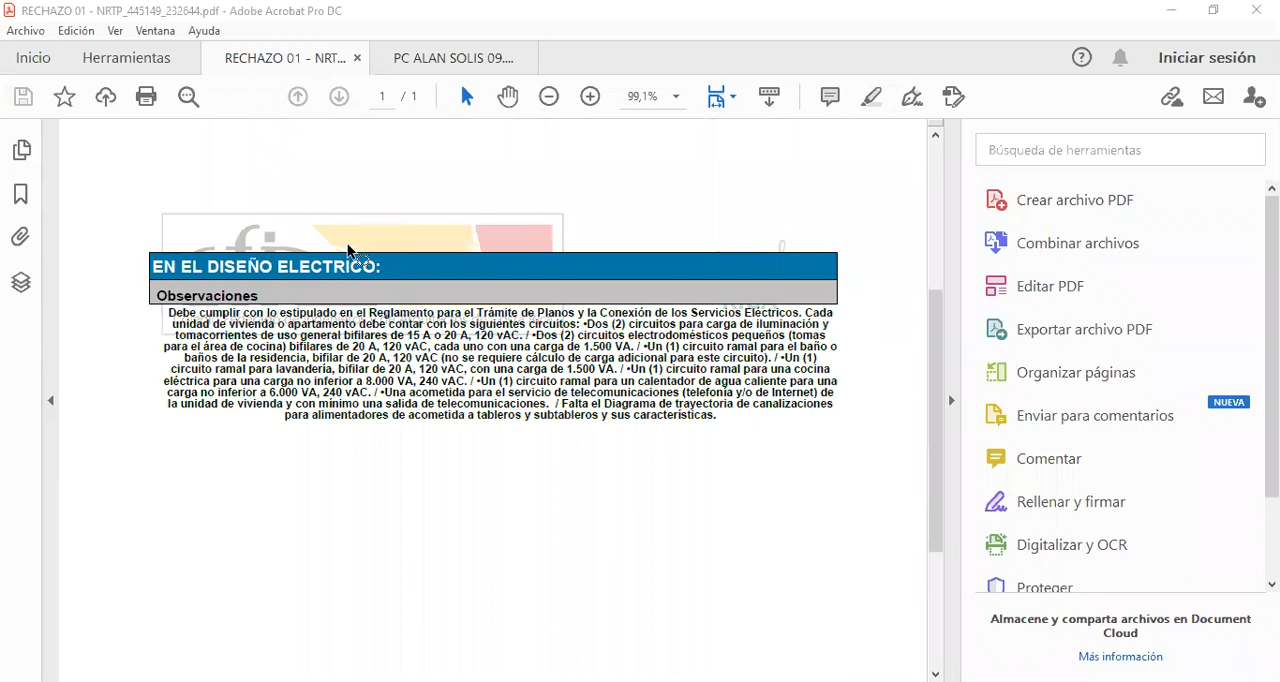 RECHAZO 01 - NRTP_445149_232644.pdf - Adobe Acrobat Pro DC
Archivo Edición Ver Ventana Ayuda
Inicio Herramientas RECHAZO 01 - NRT... × PC ALAN SOLIS 09.... Iniciar sesión
1 / 1 99,1%
Búsqueda de herramientas
Crear archivo PDF
Combinar archivos
Editar PDF
Exportar archivo PDF
Organizar páginas
Enviar para comentarios
NUEVA
Comentar
Rellenar y firmar
Digitalizar y OCR
Proteger
Almacene y comparta archivos en Document
Cloud
Más información
EN EL DISEÑO ELECTRICO:
Observaciones
Debe cumplir con lo estipulado en el Reglamento para el Trámite de Planos y la Conexión de los Servicio Eléctricos. Cada
unidad de vivienda apartamento debe contar con los siguientes circuitos: •Dos (2) circuitos para carga de iluminación y
tomacorrientes de uso general bifilares de 15 A o 20 A, 120 vAC. / •Dos (2) circuitos electrodomésticos pequeños (tomas
para el área de cocina) bifilares de 20 A, 120 vAC, cada uno con una carga de 1.500 VA. / •Un (1) circuito ramal para el baño o
baños de la residencia, bifilar de 20 A, 120 vAC (no se requiere cálculo de carga adicional para este circuito). / •Un (1)
circuito ramal para lavandería, bifilar de 20 A, 120 vAC, con una carga de 1.500 VA. / •Un (1) circuito ramal para una cocina
eléctrica para una carga no inferior a 8.000 VA, 240 vAC. / •Un (1) circuito ramal para un calentador de agua caliente para una
carga no inferior a 6.000 VA, 240 vAC. / •Una acometida para el servicio de telecomunicaciones (telefonía y/o de Internet) de
la unidad de vivienda y con mínimo una salida de telecomunicaciones. / Falta el Diagrama de trayectoria de canalizaciones
para alimentadores de acometida a tableros y subtableros y sus características.